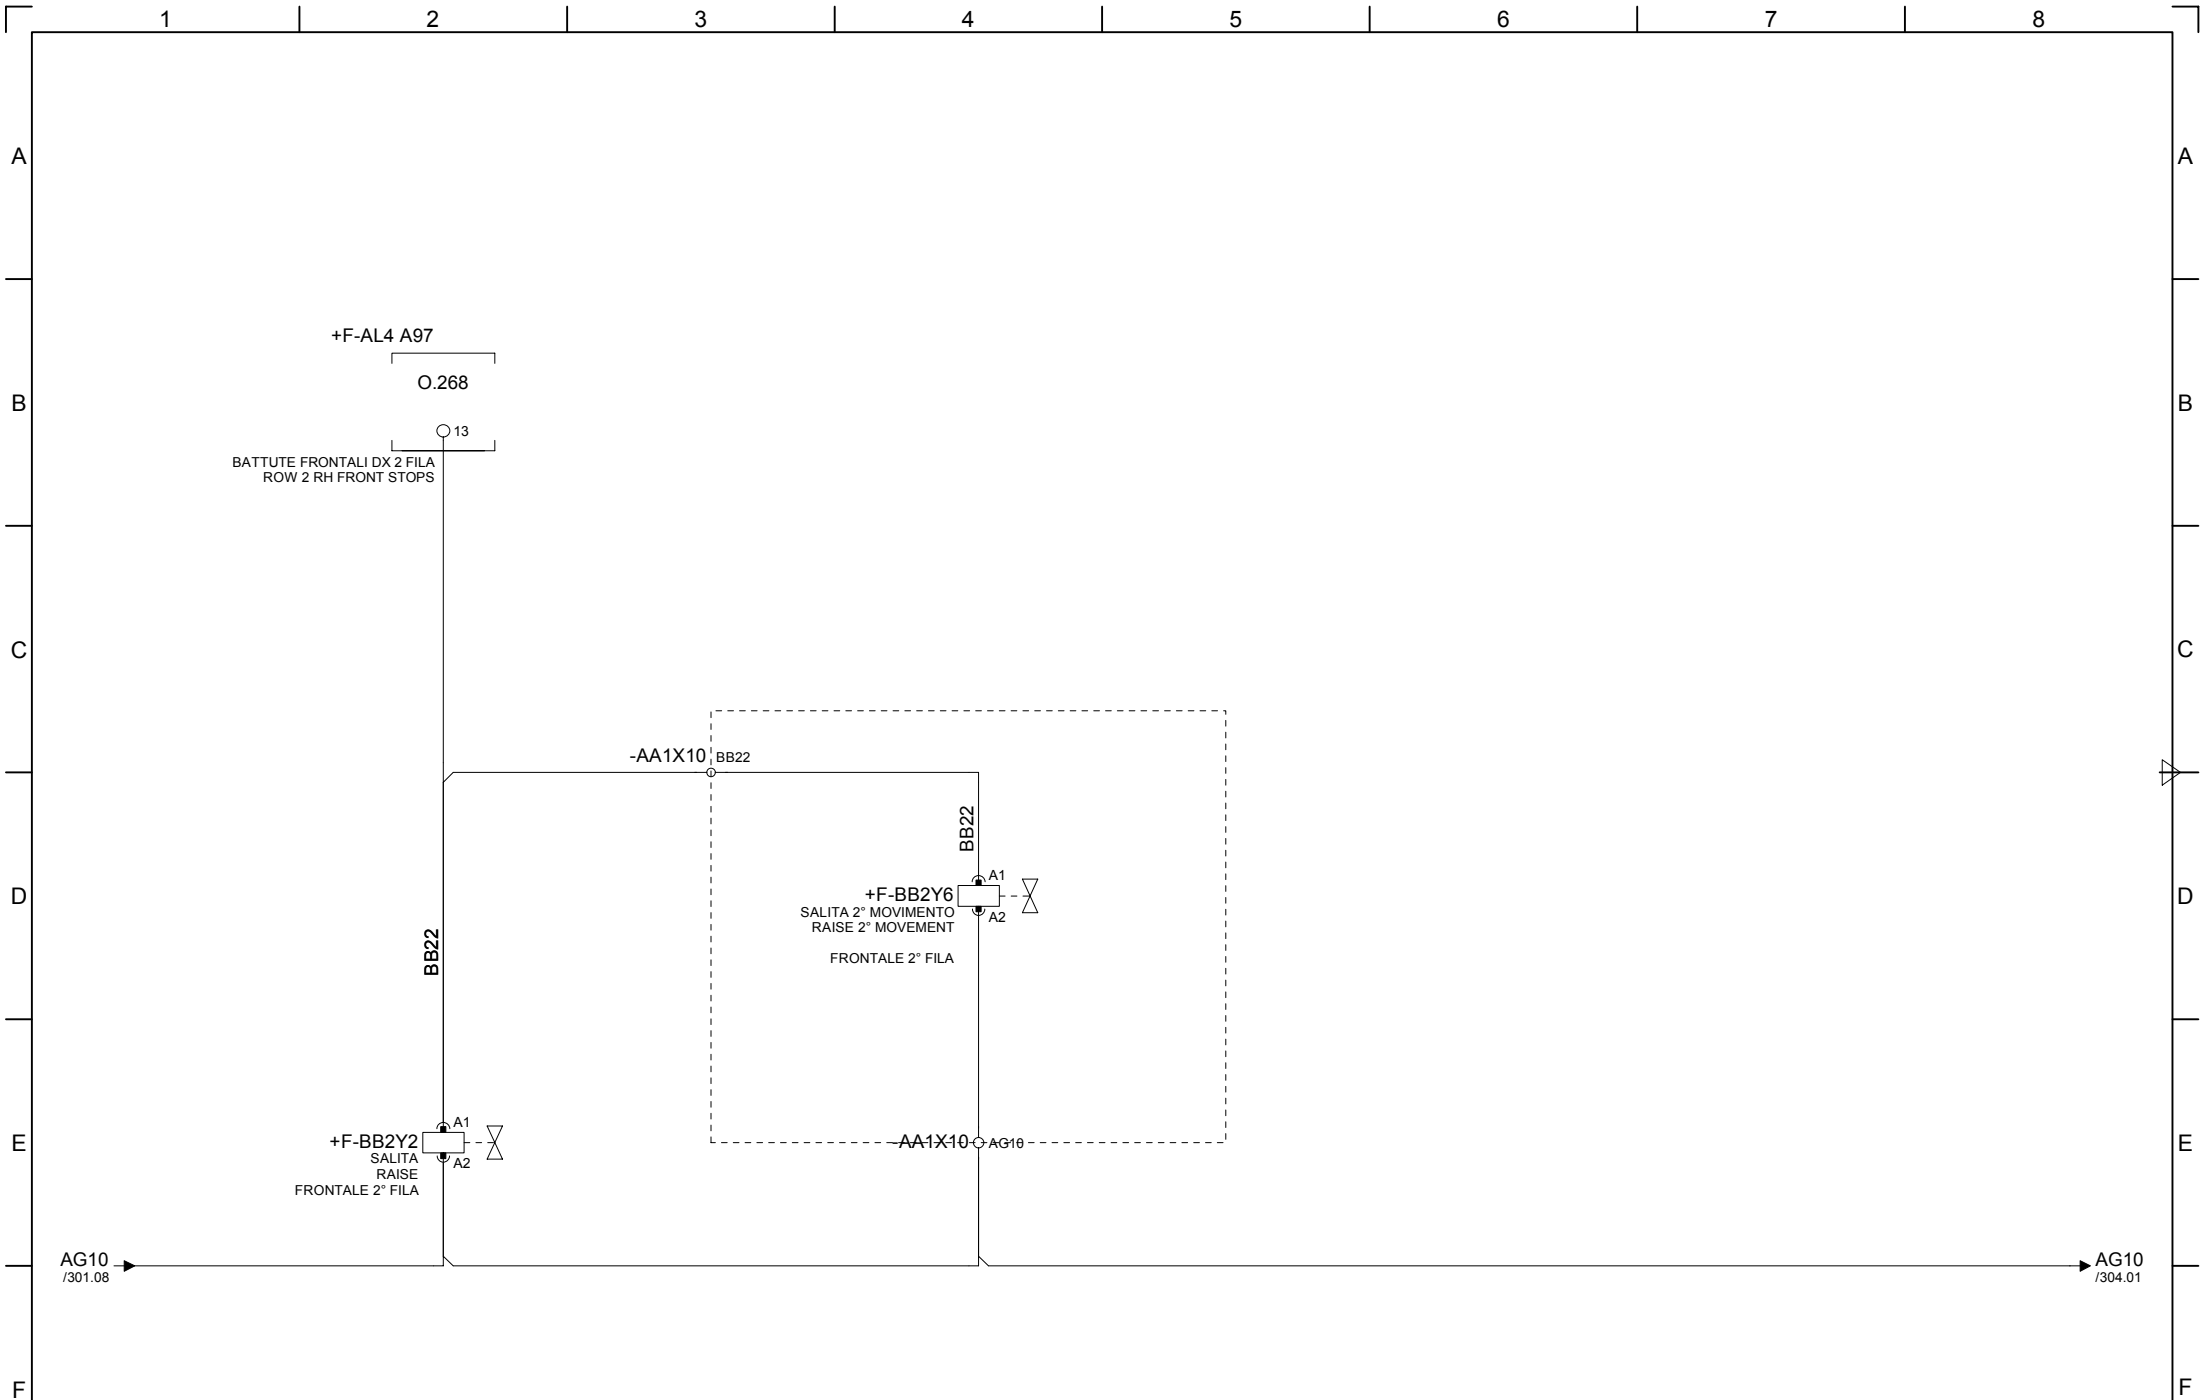 1 2 3 4 5 6 7 8
A A
+F-AL4 A97
O.268
B B
13
BATTUTE FRONTALI DX 2 FILA
ROW 2 RH FRONT STOPS
C C
-AA1X10 BB22
BB22
A1
+F-BB2Y6
D D
SALITA 2° MOVIMENTO
A2
RAISE 2° MOVEMENT
BB22
FRONTALE 2° FILA
A1
+F-BB2Y2
-AA1X10 AG10
E E
SALITA
A2
RAISE
FRONTALE 2° FILA
AG10 AG10
/301.08 /304.01
F F